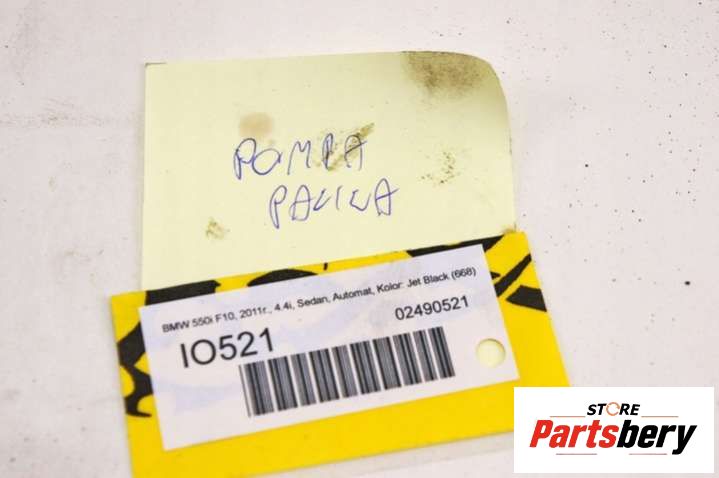 POMPA
PALIWA
BMW 550i F10, 2011r., 4.4i, Sedan, Automat, Kolor: Jet Black (668)
02490521
IO521
STORE
Partsbery